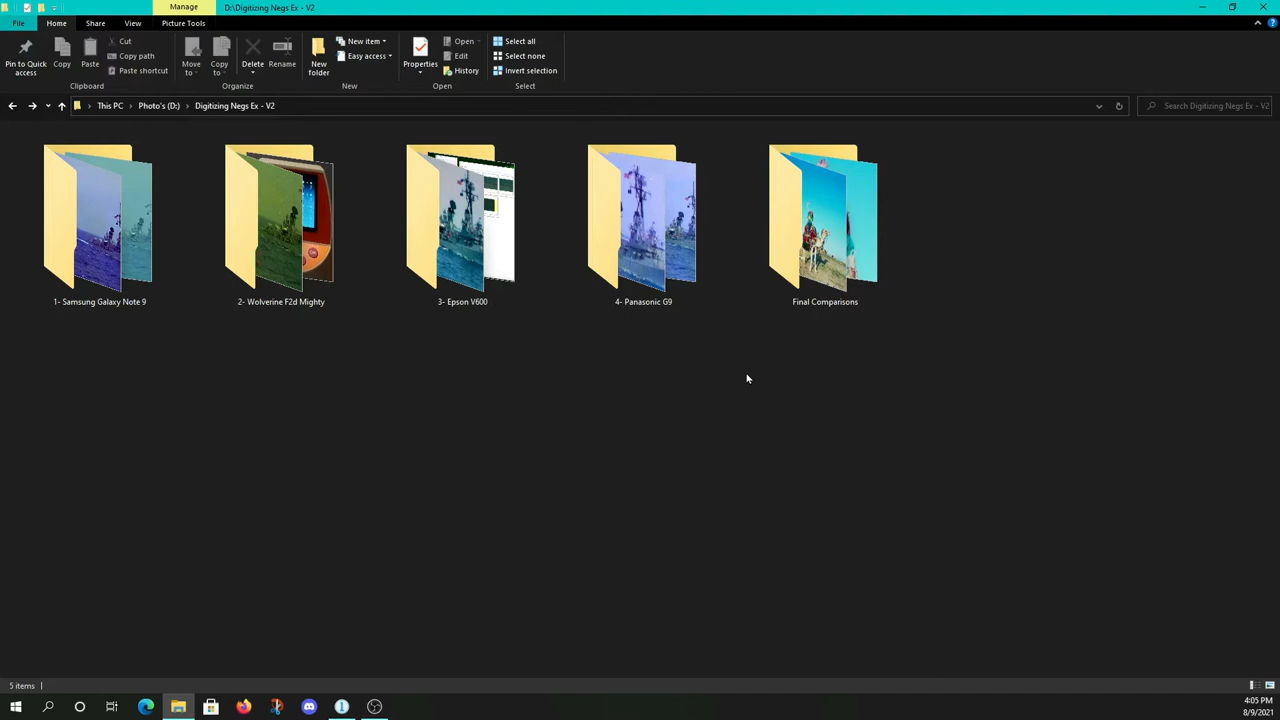 Manage
D:\Digitizing Negs Ex - V2
File
Home
Share
View
Picture Tools
Pin to Quick access
Copy
Paste
Cut
Copy path
Paste shortcut
Clipboard
Move to
Copy to
Delete
Rename
Organize
New folder
New item
Easy access
New
Properties
Open
Edit
History
Open
Select all
Select none
Invert selection
Select
This PC
Photo's (D:)
Digitizing Negs Ex - V2
Search Digitizing Negs Ex - V2
1- Samsung Galaxy Note 9
2- Wolverine F2d Mighty
3- Epson V600
4- Panasonic G9
Final Comparisons
5 items
4:05 PM
8/9/2021